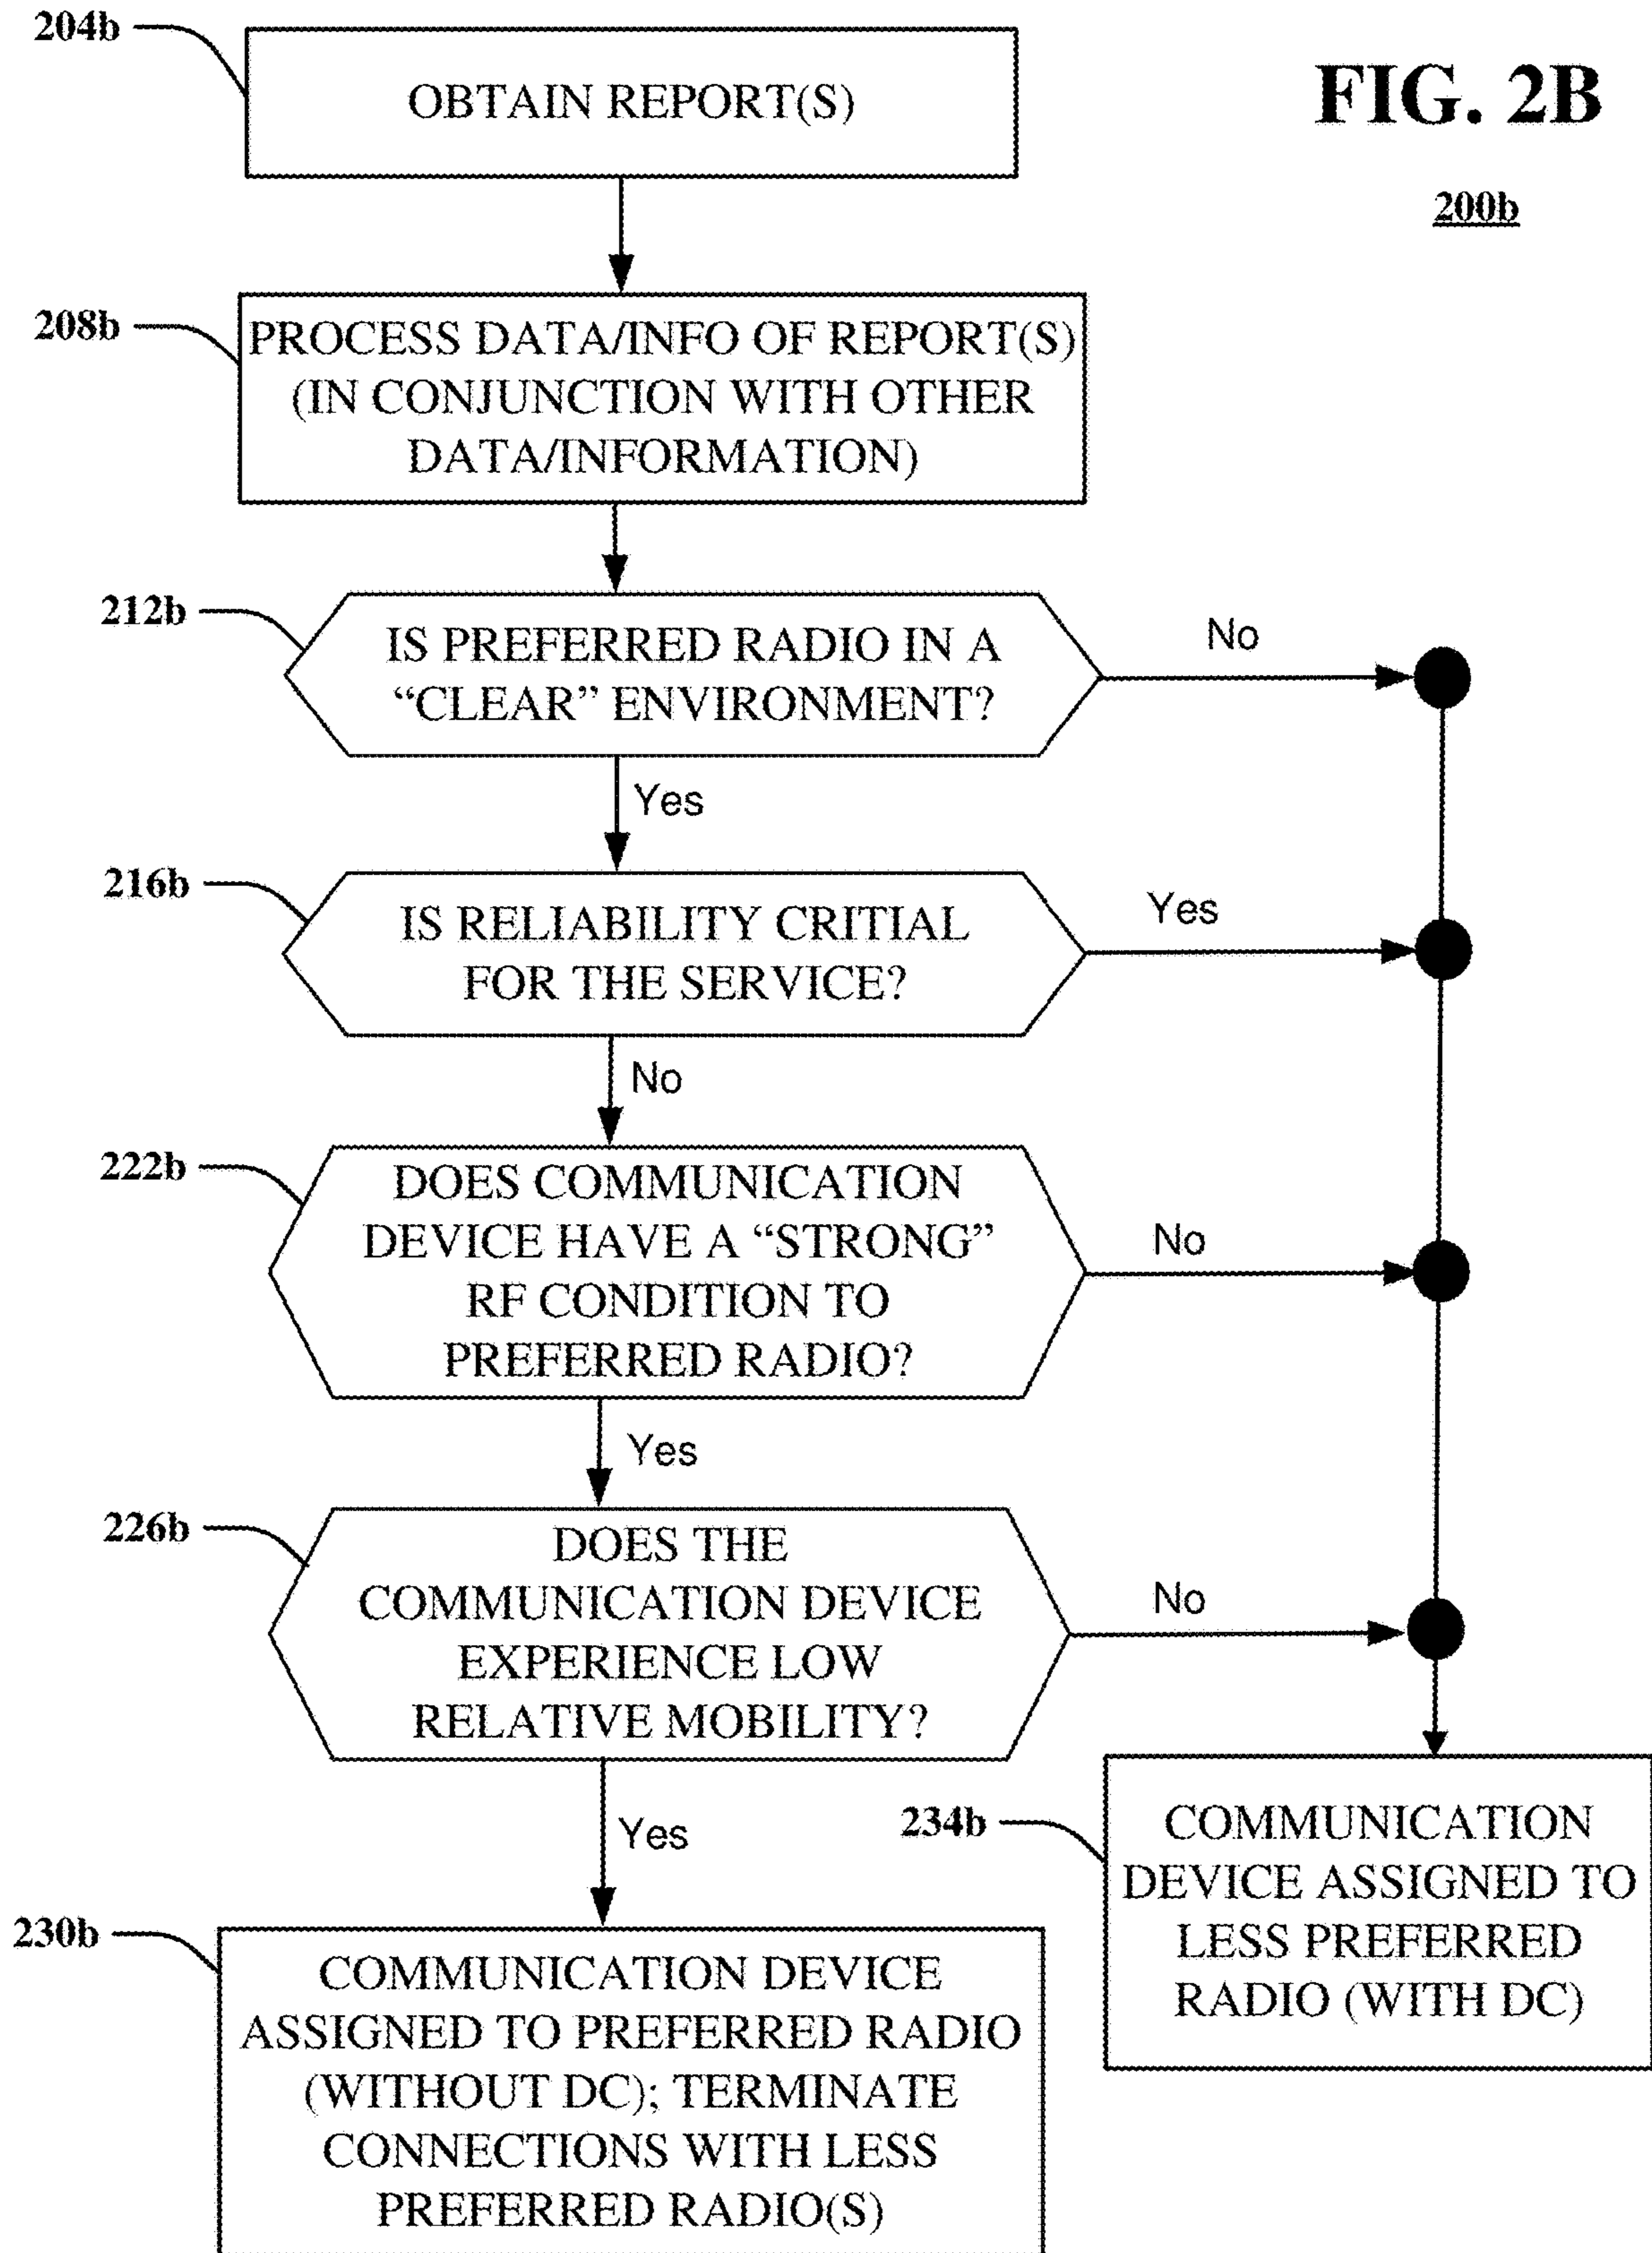 204b
OBTAIN REPORT(S)
FIG. 2B
200b
208b
PROCESS DATA/INFO OF REPORT(S)
(IN CONJUNCTION WITH OTHER
DATA/INFORMATION)
212b
IS PREFERRED RADIO IN A
“CLEAR” ENVIRONMENT?
No
Yes
216b
IS RELIABILITY CRITIAL
FOR THE SERVICE?
Yes
No
222b
DOES COMMUNICATION
DEVICE HAVE A “STRONG”
RF CONDITION TO
PREFERRED RADIO?
No
Yes
226b
DOES THE
COMMUNICATION DEVICE
EXPERIENCE LOW
RELATIVE MOBILITY?
No
Yes
234b
COMMUNICATION
DEVICE ASSIGNED TO
LESS PREFERRED
RADIO (WITH DC)
230b
COMMUNICATION DEVICE
ASSIGNED TO PREFERRED RADIO
(WITHOUT DC); TERMINATE
CONNECTIONS WITH LESS
PREFERRED RADIO(S)